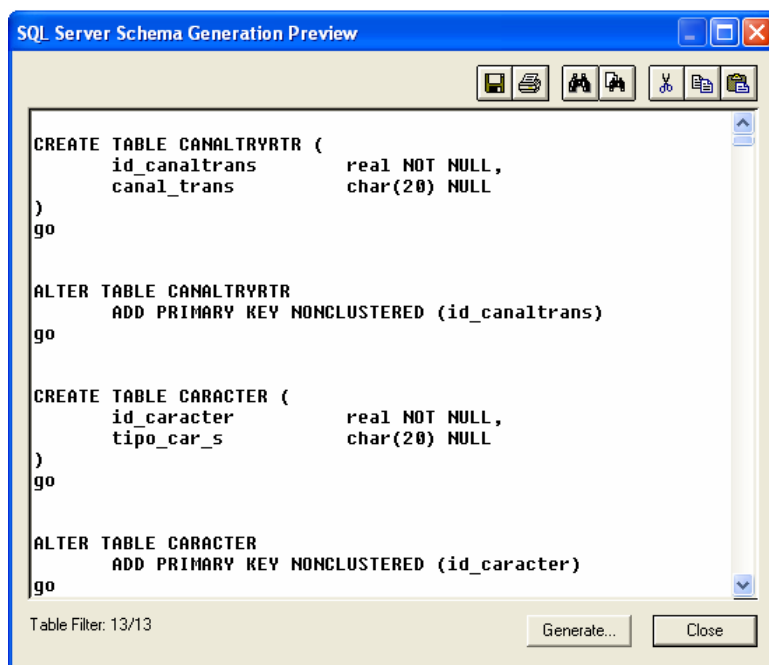 SQL Server Schema Generation Preview
CREATE TABLE CANALTRYRTR (
id_canaltrans real NOT NULL,
canal_trans char(20) NULL
)
go
ALTER TABLE CANALTRYRTR
ADD PRIMARY KEY NONCLUSTERED (id_canaltrans)
go
CREATE TABLE CARACTER (
id_caracter real NOT NULL,
tipo_car_s char(20) NULL
)
go
ALTER TABLE CARACTER
ADD PRIMARY KEY NONCLUSTERED (id_caracter)
go
Table Filter: 13/13
Generate...
Close